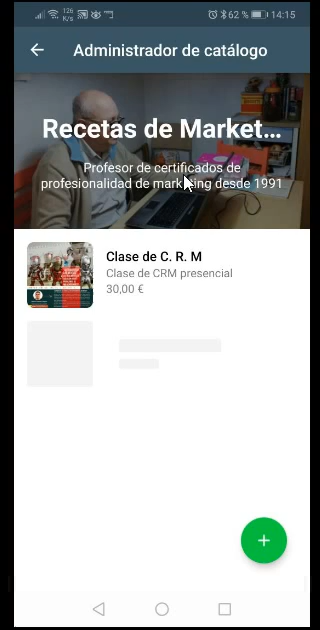 126
K/s
62 %
14:15
Administrador de catálogo
Recetas de Market...
Profesor de certificados de
profesionalidad de marketing desde 1991
Clase de C. R. M
Clase de CRM presencial
30,00 €